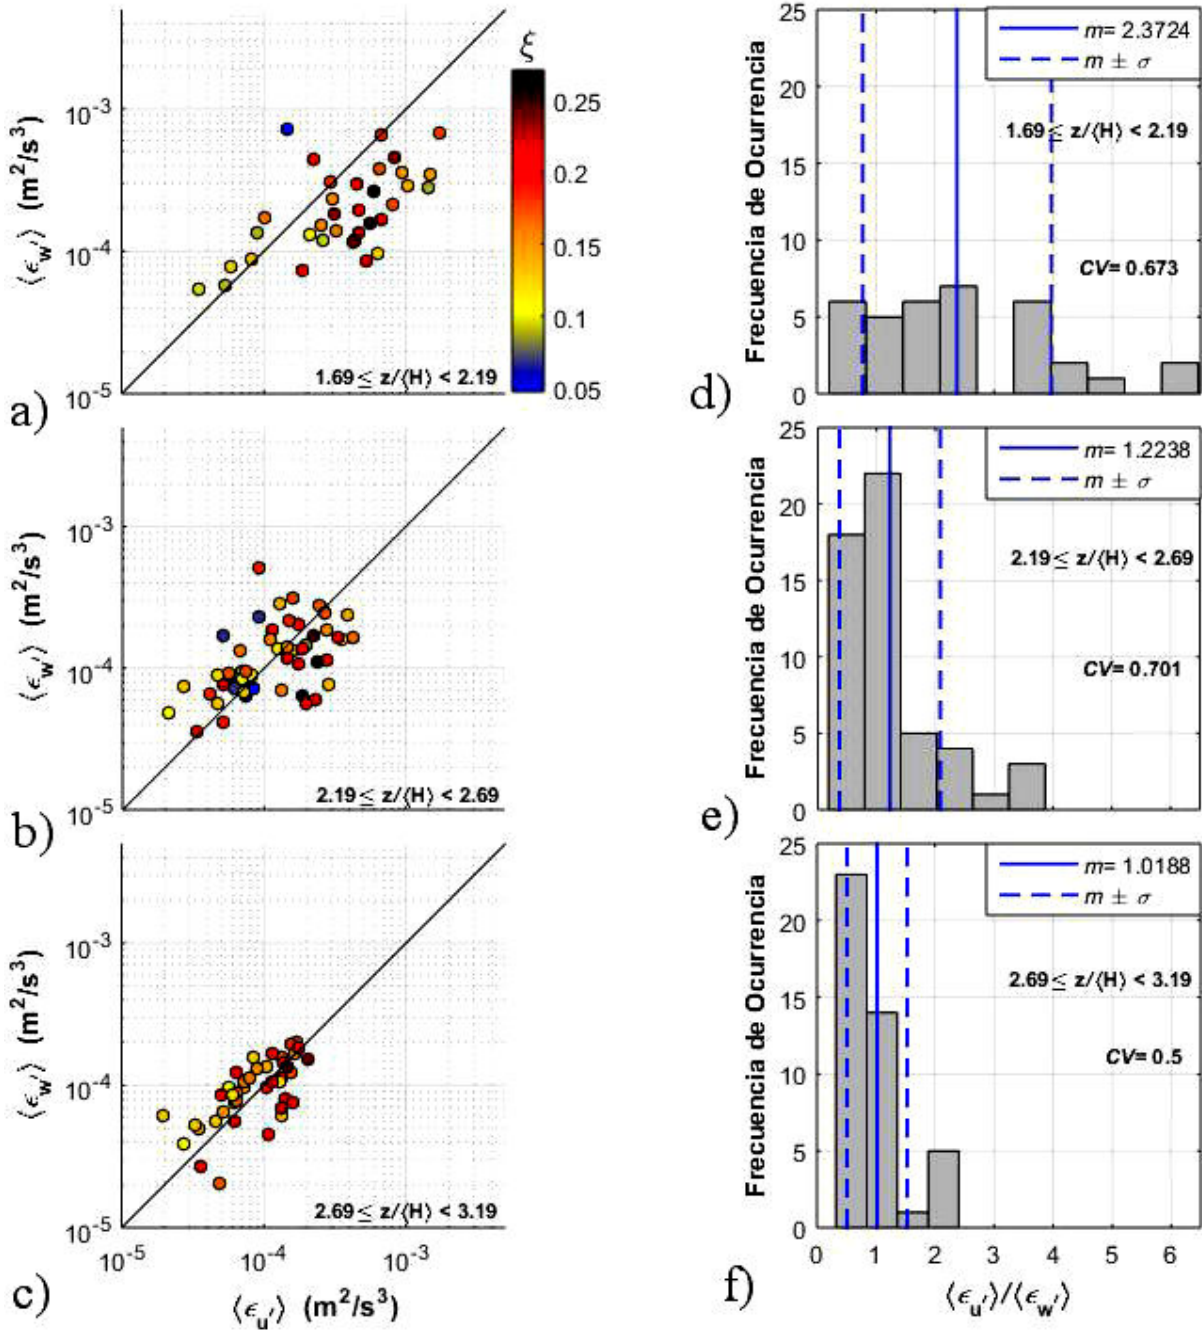 ξ
0.25
0.2
0.15
0.1
0.05
10⁻³
10⁻⁴
10⁻⁵
⟨ϵw'⟩ (m²/s³)
1.69 ≤ z/⟨H⟩ < 2.19
a)
25
20
15
10
5
0
Frecuencia de Ocurrencia
m= 2.3724
m ± σ
1.69 ≤ z/⟨H⟩ < 2.19
CV= 0.673
d)
10⁻³
10⁻⁴
10⁻⁵
⟨ϵw'⟩ (m²/s³)
2.19 ≤ z/⟨H⟩ < 2.69
b)
25
20
15
10
5
0
Frecuencia de Ocurrencia
m= 1.2238
m ± σ
2.19 ≤ z/⟨H⟩ < 2.69
CV= 0.701
e)
10⁻³
10⁻⁴
10⁻⁵
⟨ϵw'⟩ (m²/s³)
2.69 ≤ z/⟨H⟩ < 3.19
10⁻⁵ 10⁻⁴ 10⁻³
⟨ϵu'⟩ (m²/s³)
c)
25
20
15
10
5
0
Frecuencia de Ocurrencia
m= 1.0188
m ± σ
2.69 ≤ z/⟨H⟩ < 3.19
CV= 0.5
0 1 2 3 4 5 6
⟨ϵu'⟩/⟨ϵw'⟩
f)